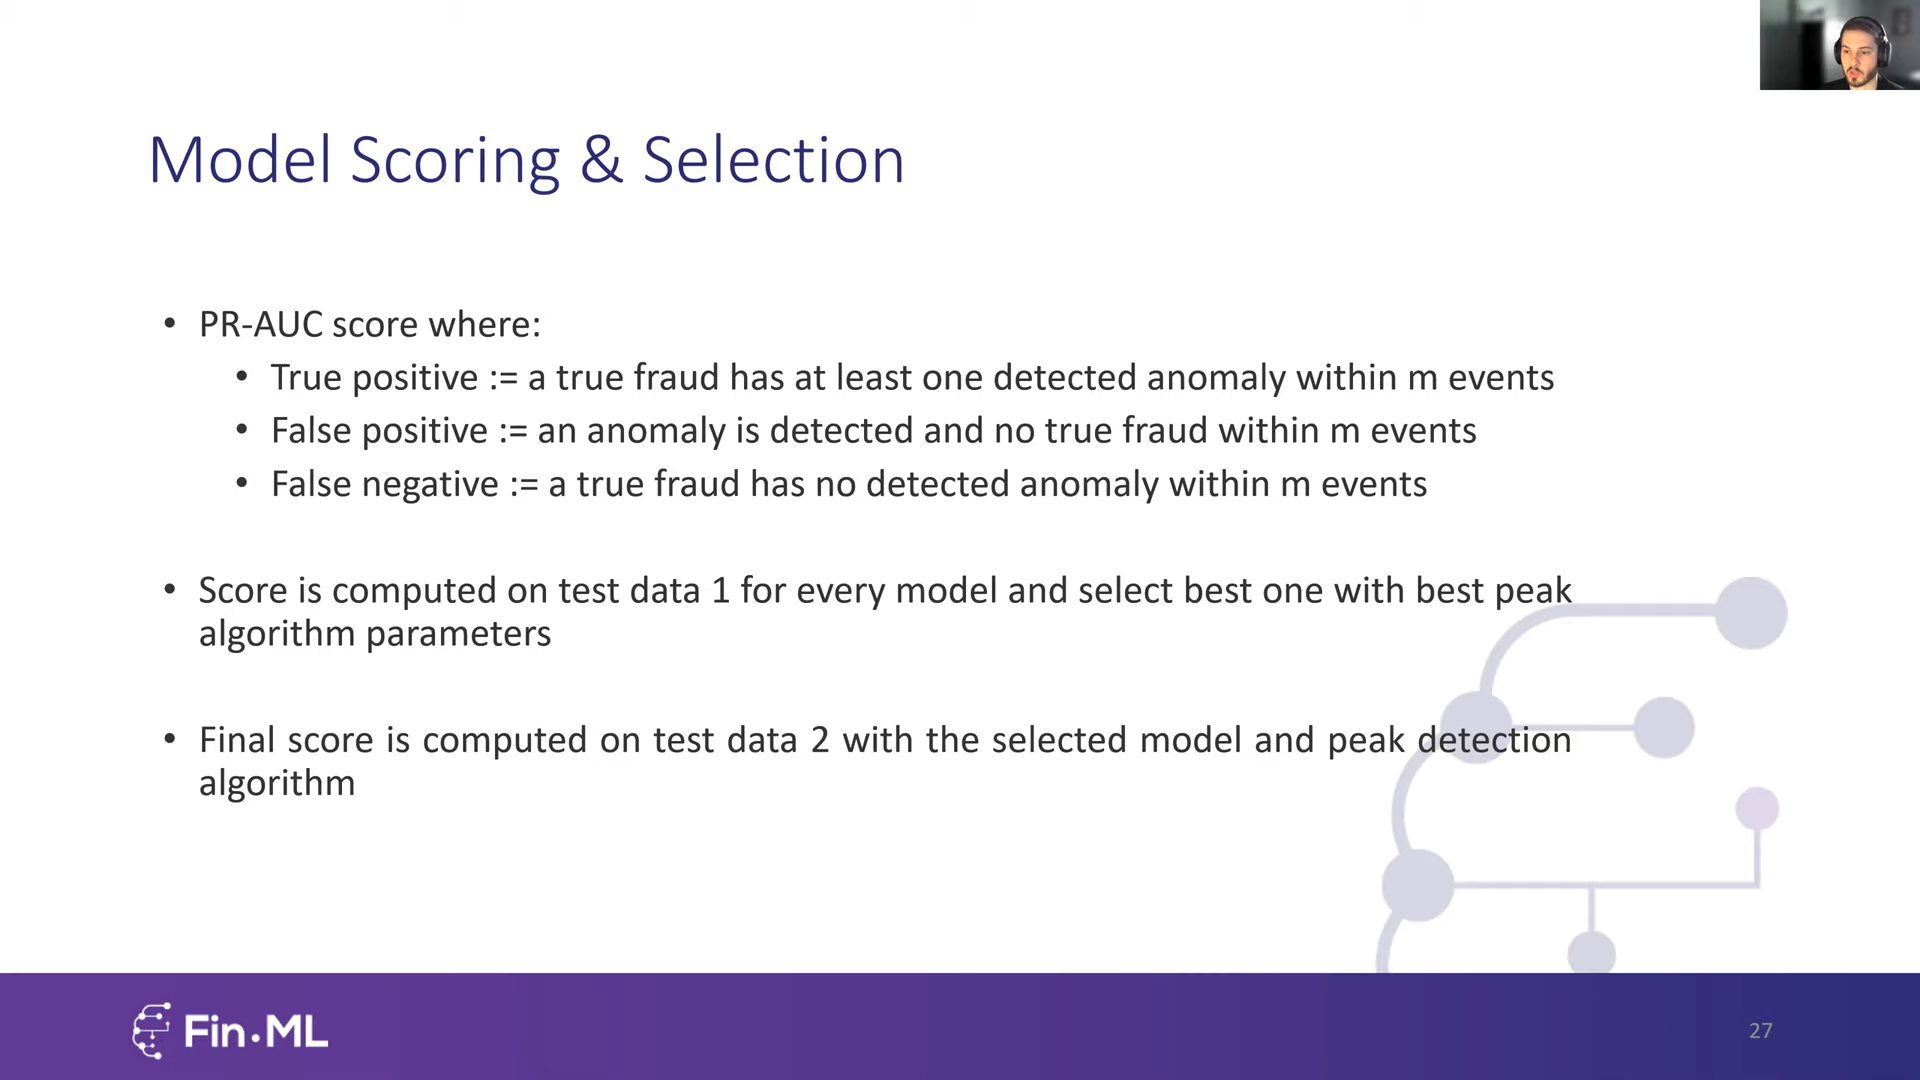 Model Scoring & Selection
• PR-AUC score where:
• True positive := a true fraud has at least one detected anomaly within m events
• False positive := an anomaly is detected and no true fraud within m events
• False negative := a true fraud has no detected anomaly within m events
• Score is computed on test data 1 for every model and select best one with best peak
algorithm parameters
• Final score is computed on test data 2 with the selected model and peak detection
algorithm
Fin·ML
27